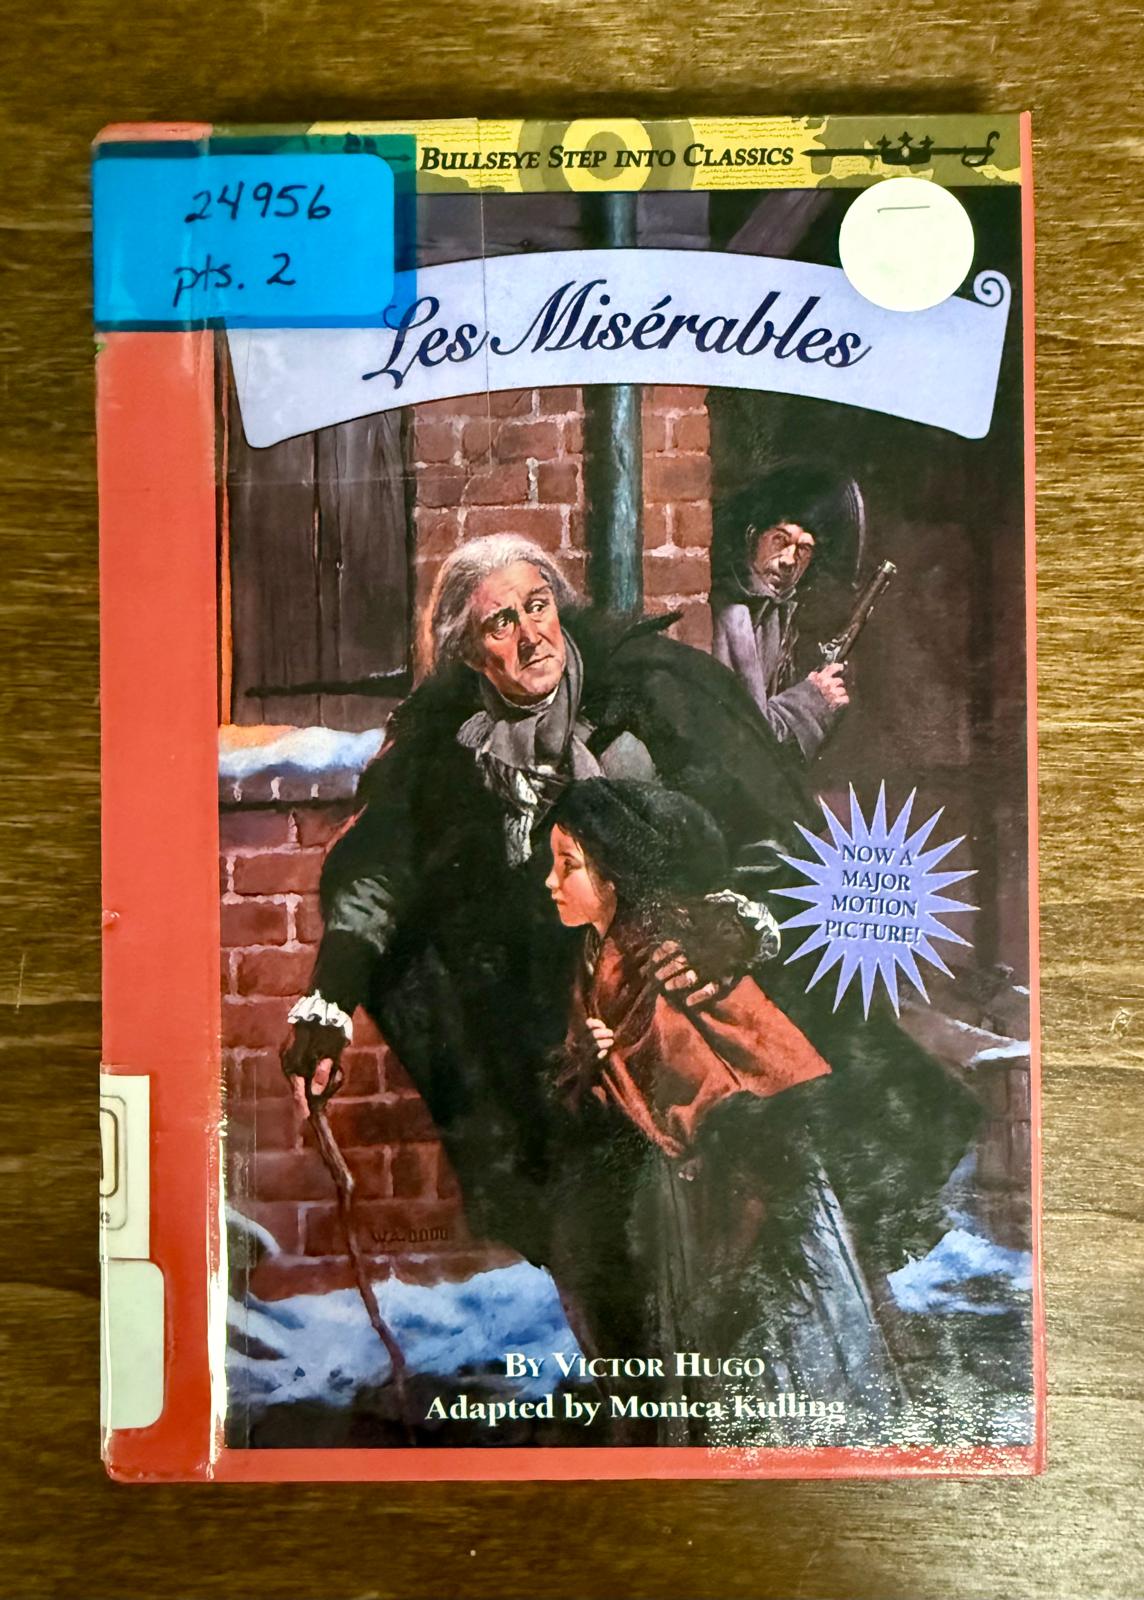 BULLSEYE STEP INTO CLASSICS
24956
pts. 2
Les Misérables
NOW A
MAJOR
MOTION
PICTURE!
BY VICTOR HUGO
Adapted by Monica Kulling